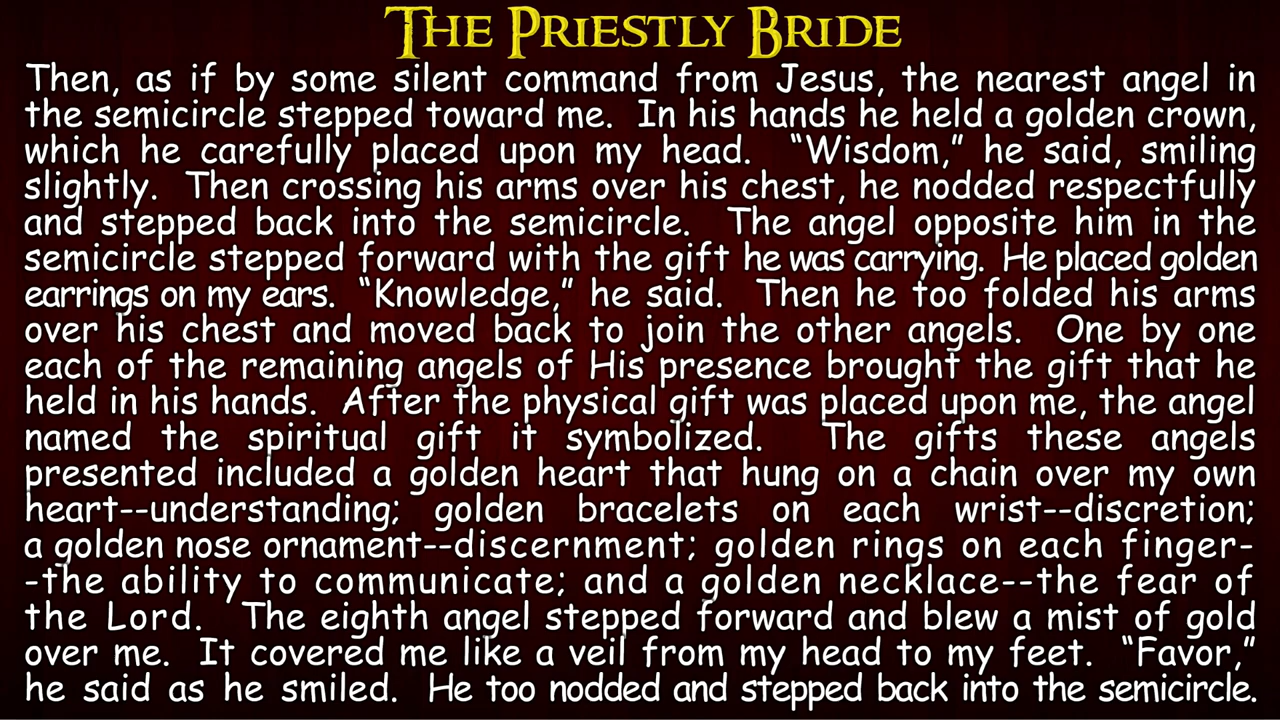 The Priestly Bride
Then, as if by some silent command from Jesus, the nearest angel in
the semicircle stepped toward me. In his hands he held a golden crown,
which he carefully placed upon my head. “Wisdom,” he said, smiling
slightly. Then crossing his arms over his chest, he nodded respectfully
and stepped back into the semicircle. The angel opposite him in the
semicircle stepped forward with the gift he was carrying. He placed golden
earrings on my ears. “Knowledge,” he said. Then he too folded his arms
over his chest and moved back to join the other angels. One by one
each of the remaining angels of His presence brought the gift that he
held in his hands. After the physical gift was placed upon me, the angel
named the spiritual gift it symbolized. The gifts these angels
presented included a golden heart that hung on a chain over my own
heart--understanding; golden bracelets on each wrist--discretion;
a golden nose ornament--discernment; golden rings on each finger-
-the ability to communicate; and a golden necklace--the fear of
the Lord. The eighth angel stepped forward and blew a mist of gold
over me. It covered me like a veil from my head to my feet. “Favor,”
he said as he smiled. He too nodded and stepped back into the semicircle.